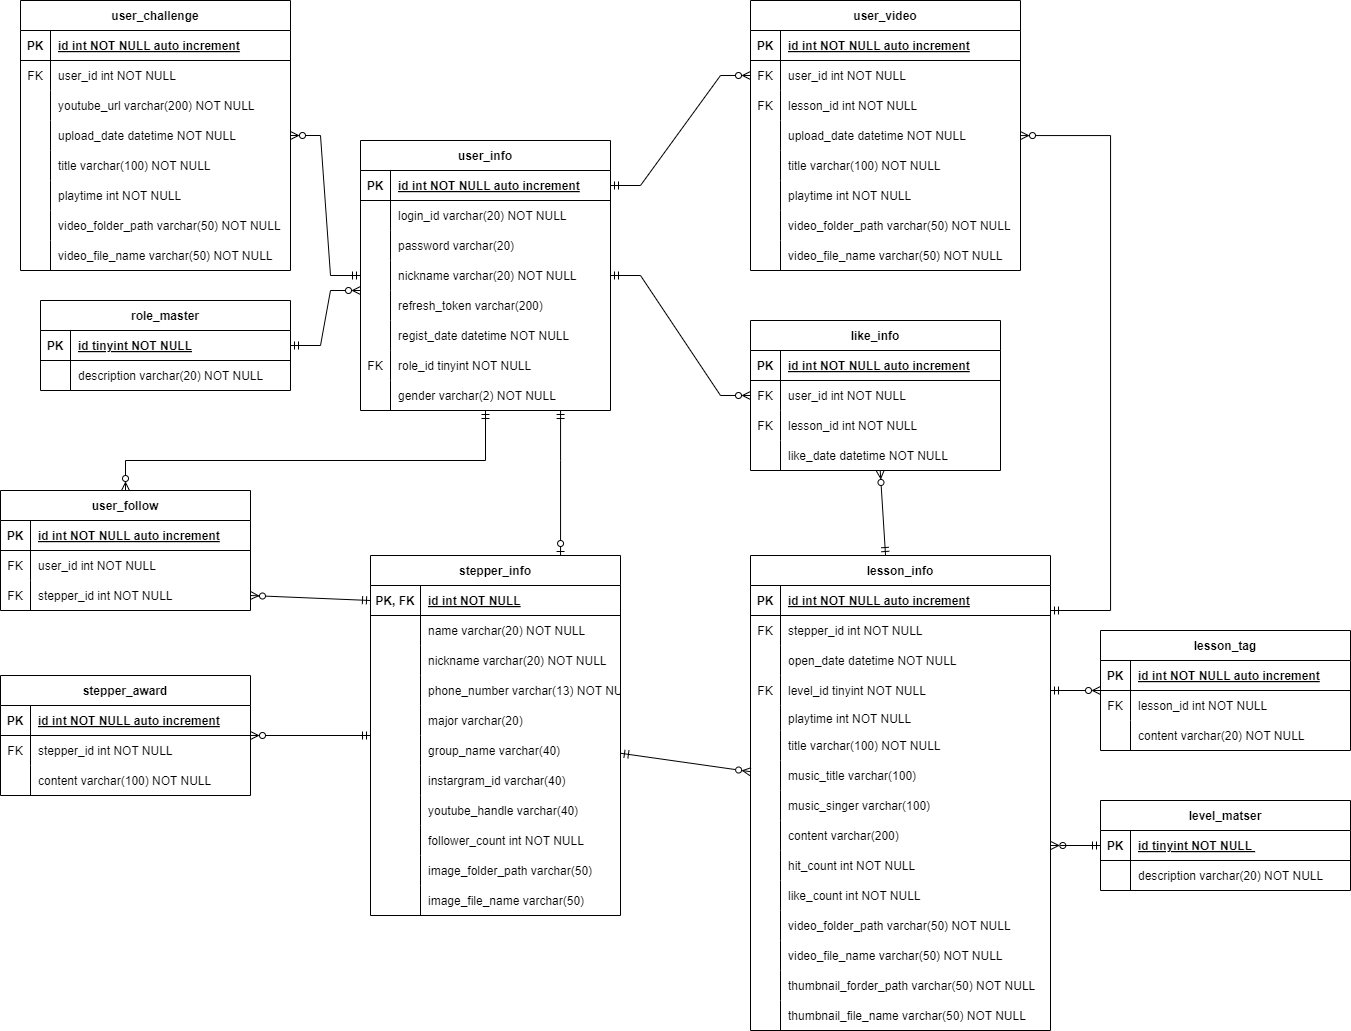 user_challenge
PK id int NOT NULL auto increment
FK user_id int NOT NULL
youtube_url varchar(200) NOT NULL
upload_date datetime NOT NULL
title varchar(100) NOT NULL
playtime int NOT NULL
video_folder_path varchar(50) NOT NULL
video_file_name varchar(50) NOT NULL
user_video
PK id int NOT NULL auto increment
FK user_id int NOT NULL
FK lesson_id int NOT NULL
upload_date datetime NOT NULL
title varchar(100) NOT NULL
playtime int NOT NULL
video_folder_path varchar(50) NOT NULL
video_file_name varchar(50) NOT NULL
user_info
PK id int NOT NULL auto increment
login_id varchar(20) NOT NULL
password varchar(20)
nickname varchar(20) NOT NULL
refresh_token varchar(200)
regist_date datetime NOT NULL
FK role_id tinyint NOT NULL
gender varchar(2) NOT NULL
role_master
PK id tinyint NOT NULL
description varchar(20) NOT NULL
like_info
PK id int NOT NULL auto increment
FK user_id int NOT NULL
FK lesson_id int NOT NULL
like_date datetime NOT NULL
user_follow
PK id int NOT NULL auto increment
FK user_id int NOT NULL
FK stepper_id int NOT NULL
stepper_info
PK, FK id int NOT NULL
name varchar(20) NOT NULL
nickname varchar(20) NOT NULL
phone_number varchar(13) NOT NU
major varchar(20)
group_name varchar(40)
instargram_id varchar(40)
youtube_handle varchar(40)
follower_count int NOT NULL
image_folder_path varchar(50)
image_file_name varchar(50)
lesson_info
PK id int NOT NULL auto increment
FK stepper_id int NOT NULL
open_date datetime NOT NULL
FK level_id tinyint NOT NULL
playtime int NOT NULL
title varchar(100) NOT NULL
music_title varchar(100)
music_singer varchar(100)
content varchar(200)
hit_count int NOT NULL
like_count int NOT NULL
video_folder_path varchar(50) NOT NULL
video_file_name varchar(50) NOT NULL
thumbnail_forder_path varchar(50) NOT NULL
thumbnail_file_name varchar(50) NOT NULL
lesson_tag
PK id int NOT NULL auto increment
FK lesson_id int NOT NULL
content varchar(20) NOT NULL
stepper_award
PK id int NOT NULL auto increment
FK stepper_id int NOT NULL
content varchar(100) NOT NULL
level_matser
PK id tinyint NOT NULL
description varchar(20) NOT NULL